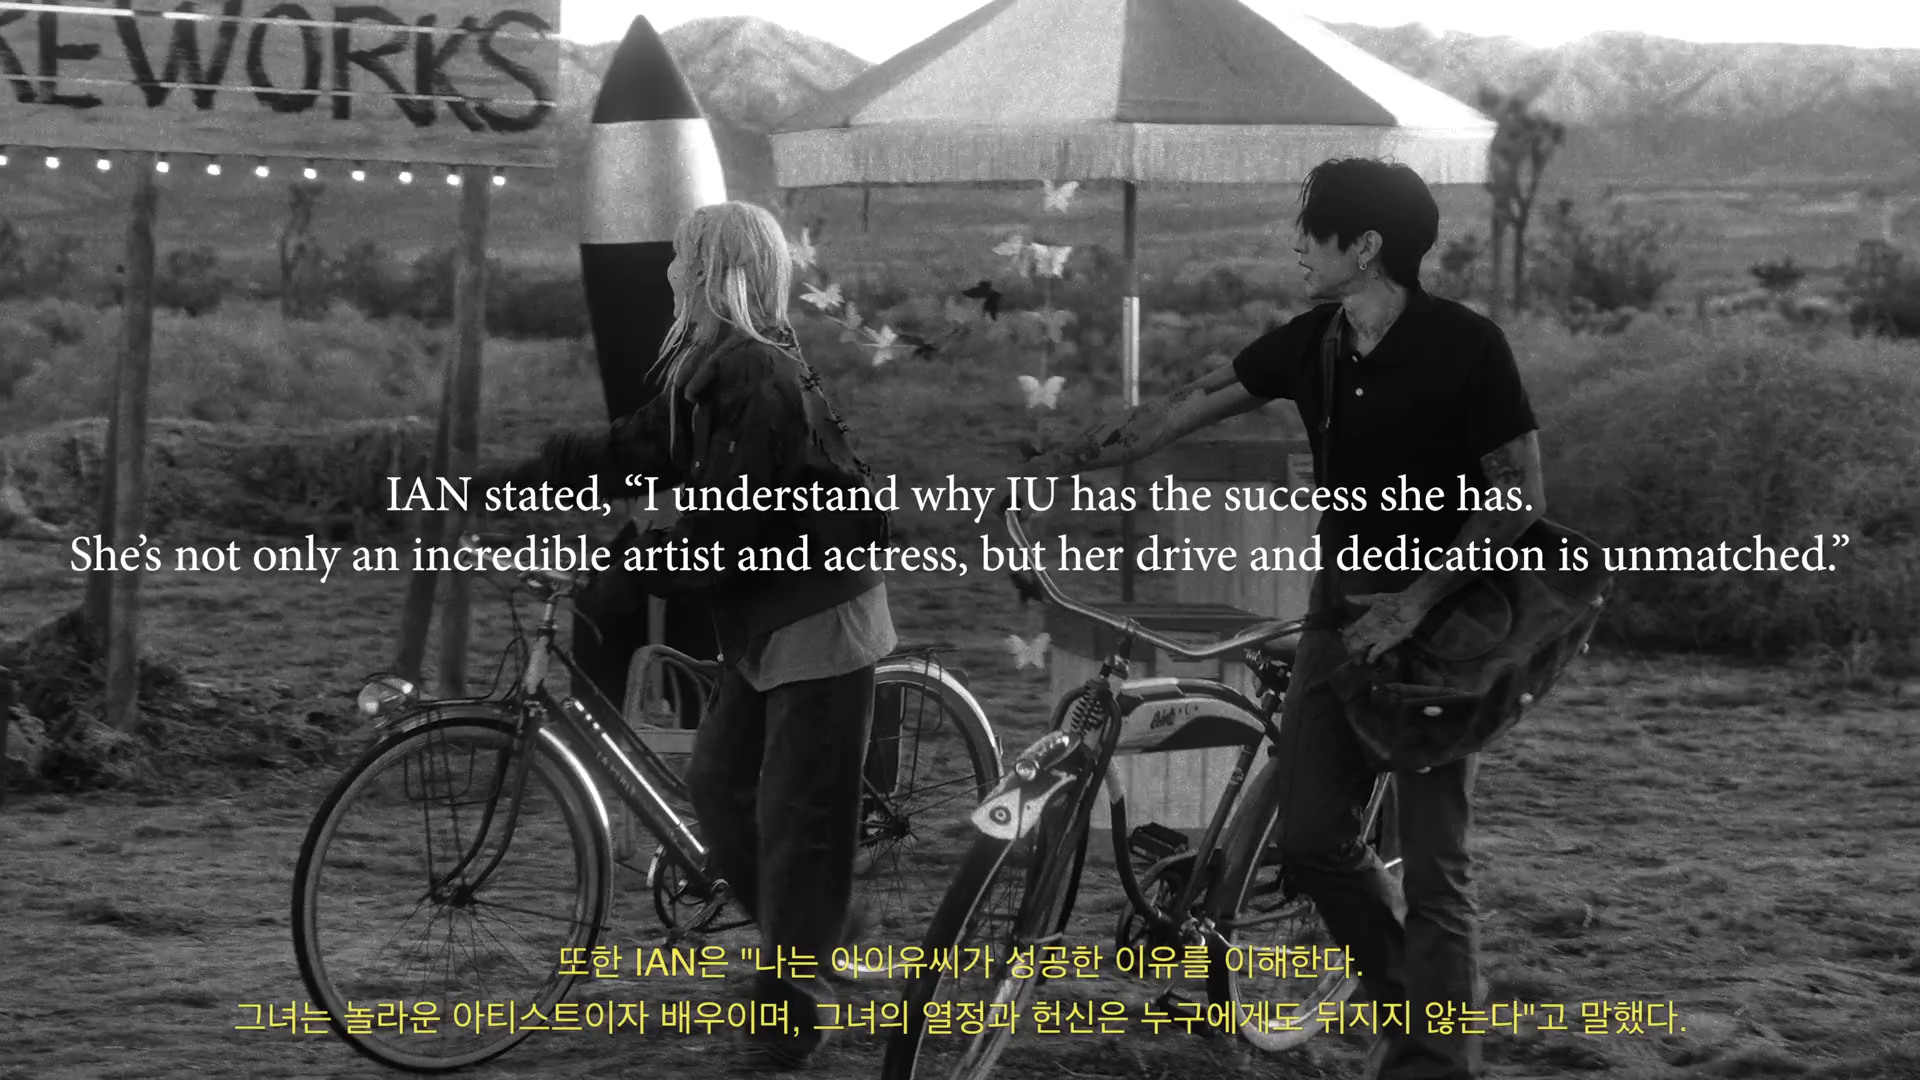 REWORKS
IAN stated, “I understand why IU has the success she has.
She’s not only an incredible artist and actress, but her drive and dedication is unmatched.”
또한 IAN은 "나는 아이유씨가 성공한 이유를 이해한다.
그녀는 놀라운 아티스트이자 배우이며, 그녀의 열정과 헌신은 누구에게도 뒤지지 않는다"고 말했다.